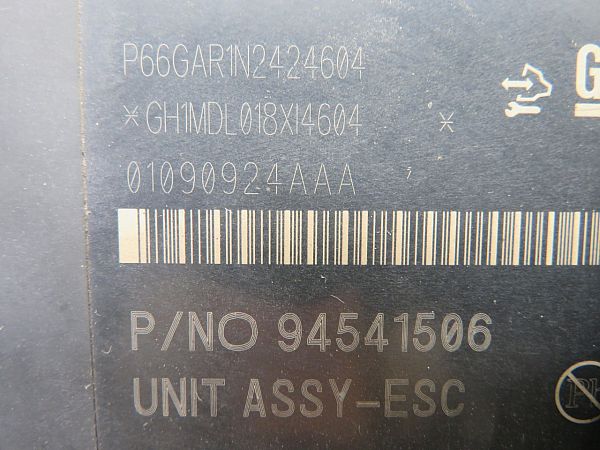 P66GAR1N2424604
*GH1MDL018XI4604 *
G
01090924AAA
P/NO 94541506
UNIT ASSY-ESC